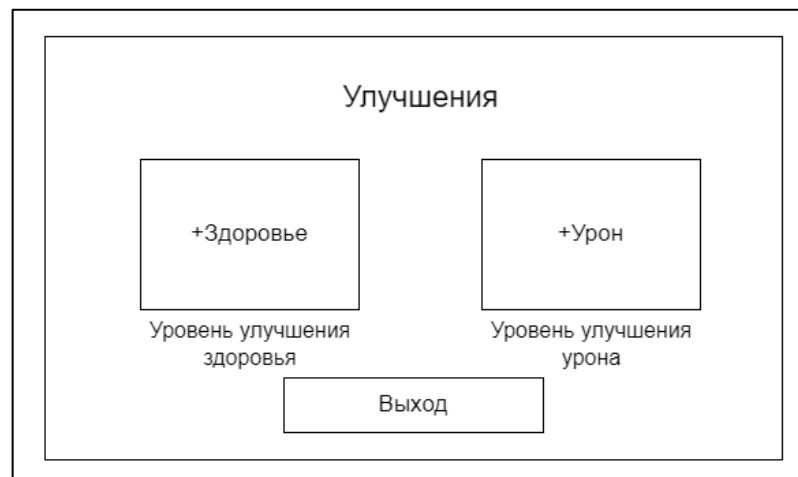 Улучшения
+Здоровье
+Урон
Уровень улучшения
здоровья
Уровень улучшения
урона
Выход